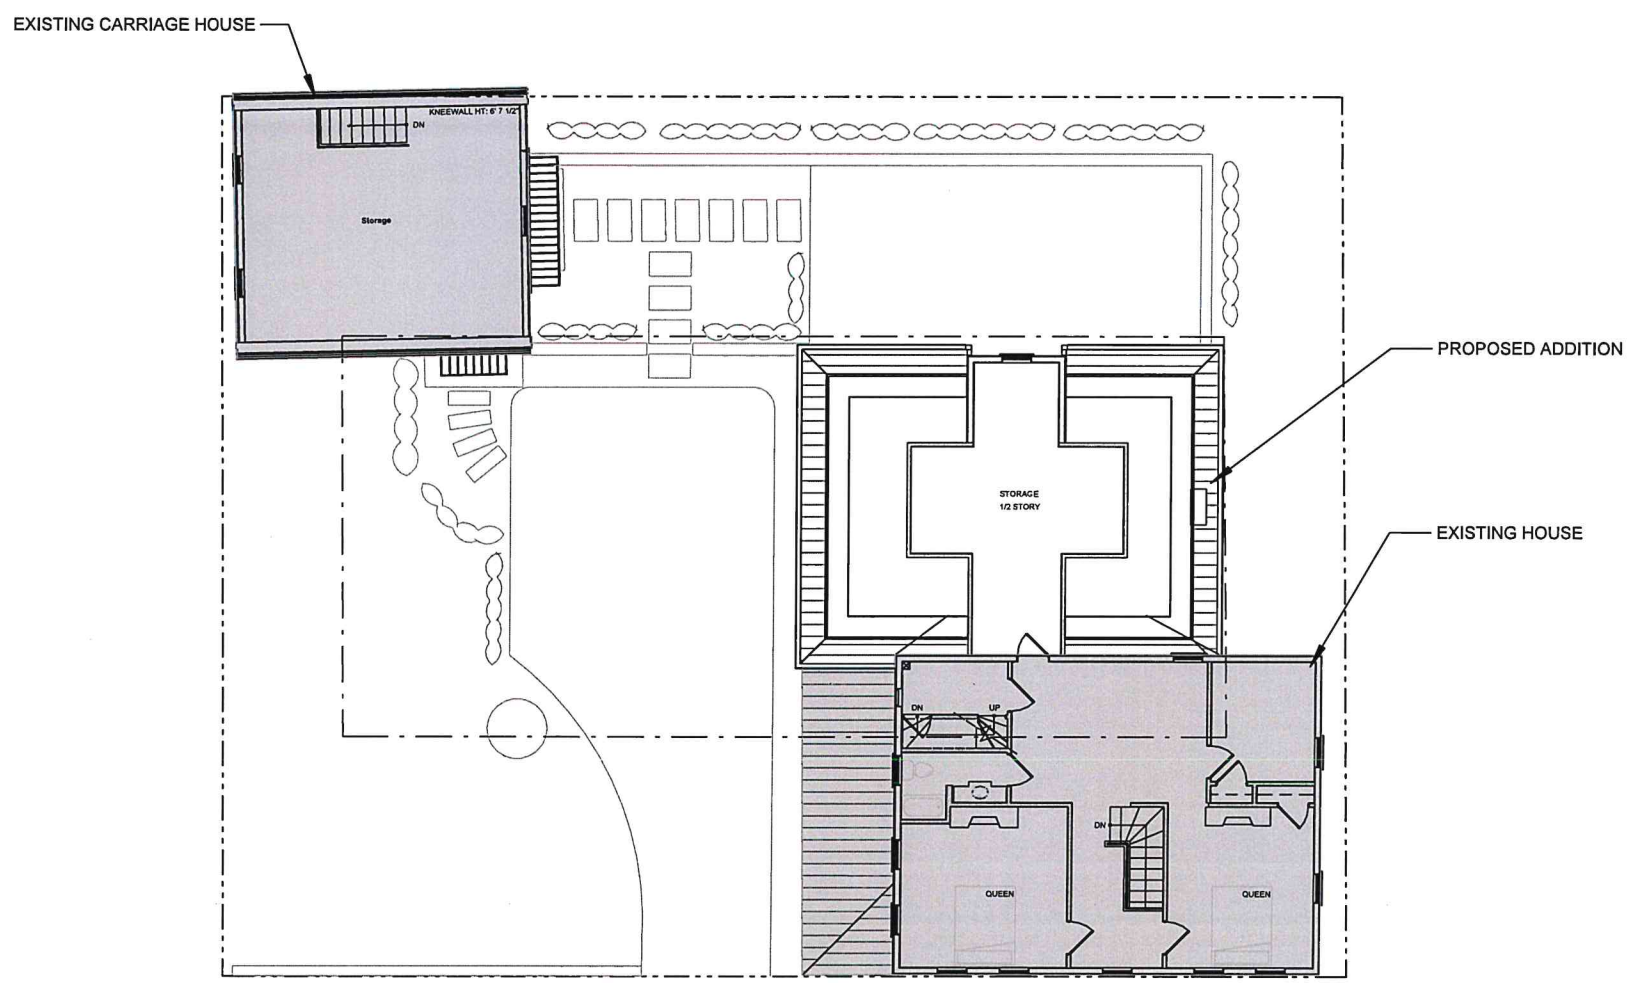 EXISTING CARRIAGE HOUSE
KNEEWALL HT: 6' 7 1/2"
DN
Storage
PROPOSED ADDITION
STORAGE
1/2 STORY
EXISTING HOUSE
DN
UP
DN
QUEEN
QUEEN